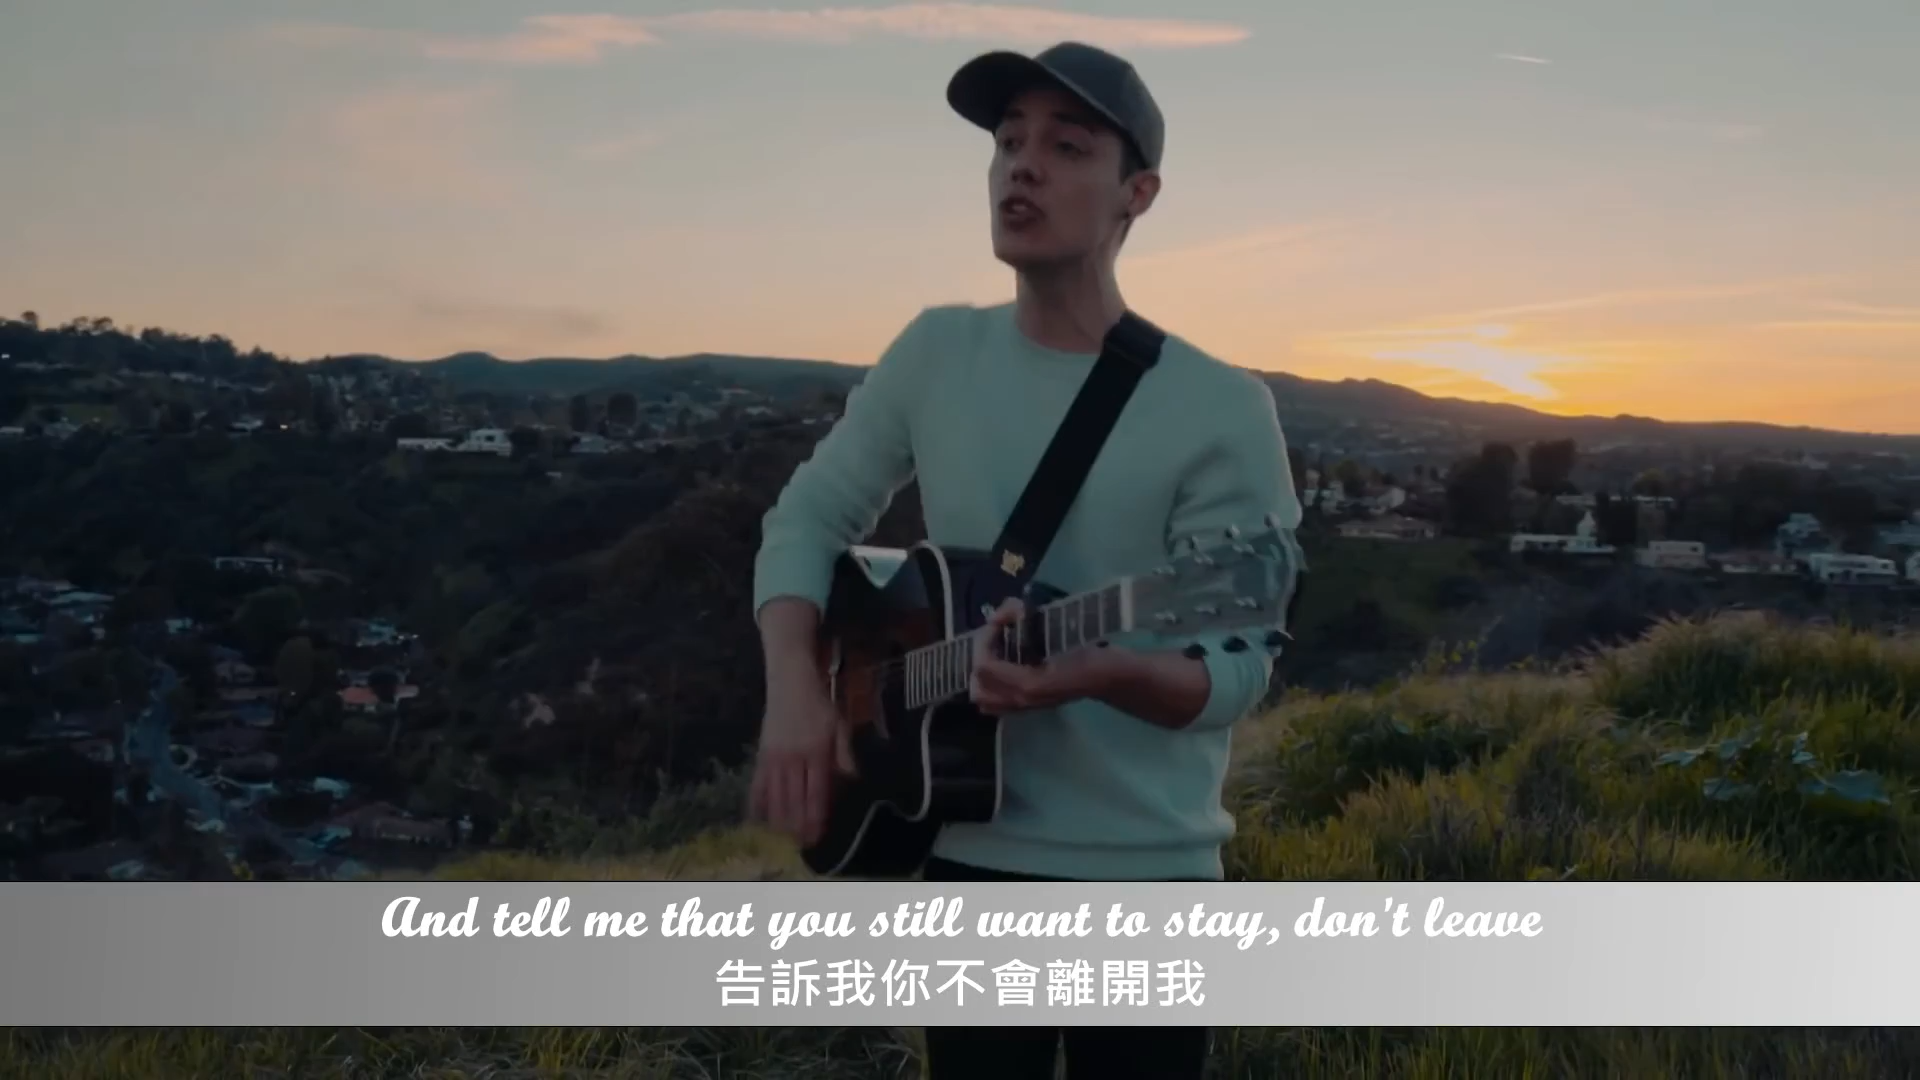 And tell me that you still want to stay, don't leave
告訴我你不會離開我